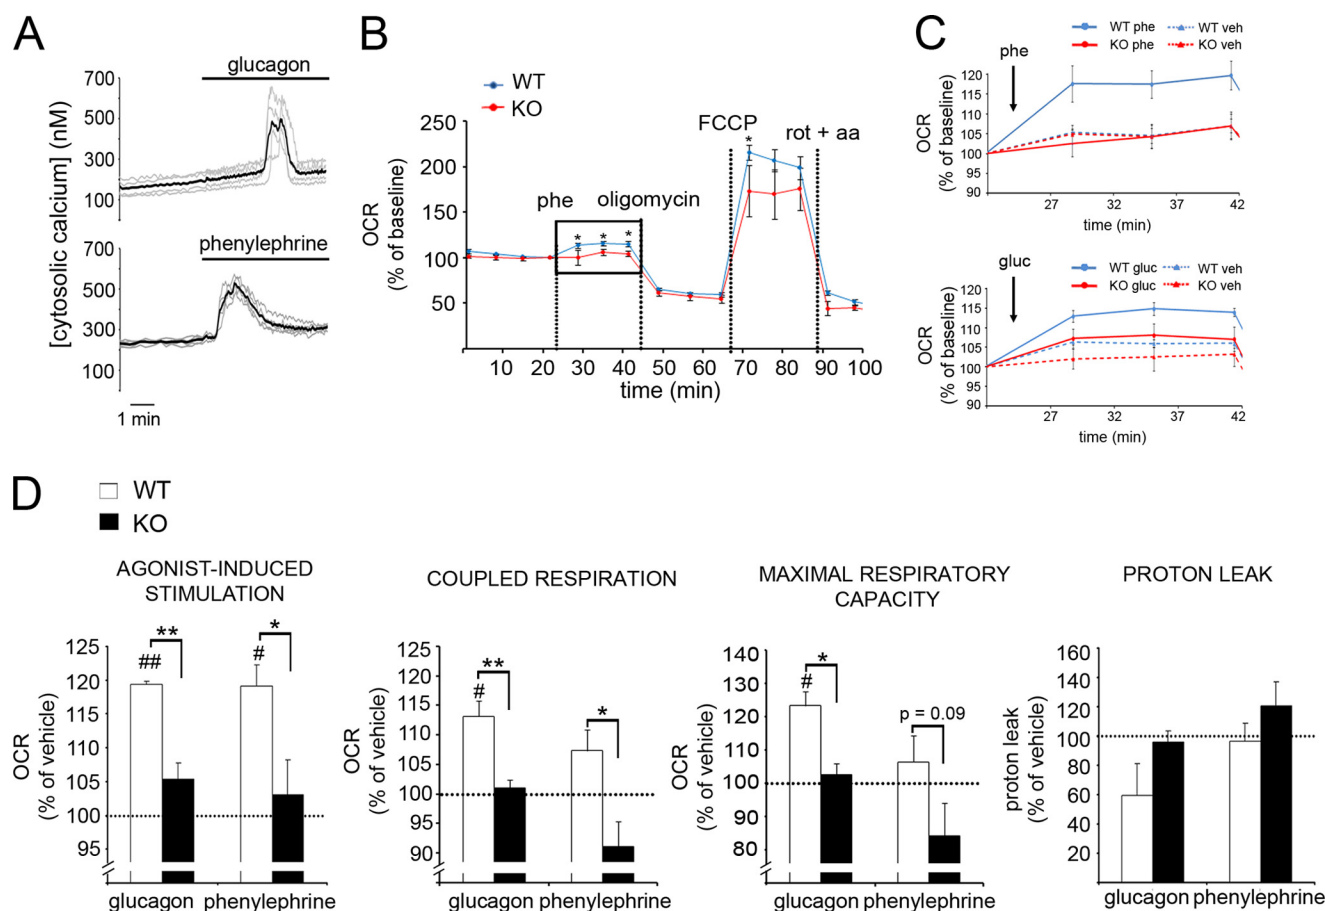 A
glucagon
700
500
300
100
[cytosolic calcium] (nM)
phenylephrine
700
500
300
100
1 min
B
WT
KO
250
200
150
100
50
OCR
(% of baseline)
phe
oligomycin
FCCP
rot + aa
* * * *
10 20 30 40 50 60 70 80 90 100
time (min)
C
WT phe WT veh
KO phe KO veh
phe
120
115
110
105
100
95
90
OCR
(% of baseline)
27 32 37 42
time (min)
WT gluc WT veh
KO gluc KO veh
gluc
120
115
110
105
100
95
90
OCR
(% of baseline)
27 32 37 42
time (min)
D
WT
KO
AGONIST-INDUCED
STIMULATION
125
120
115
110
105
100
95
OCR
(% of vehicle)
** *
## #
glucagon phenylephrine
COUPLED RESPIRATION
125
120
115
110
105
100
95
90
OCR
(% of vehicle)
** *
#
glucagon phenylephrine
MAXIMAL RESPIRATORY
CAPACITY
140
130
120
110
100
90
80
OCR
(% of vehicle)
*
#
p = 0.09
glucagon phenylephrine
PROTON LEAK
160
140
120
100
80
60
40
20
proton leak
(% of vehicle)
glucagon phenylephrine